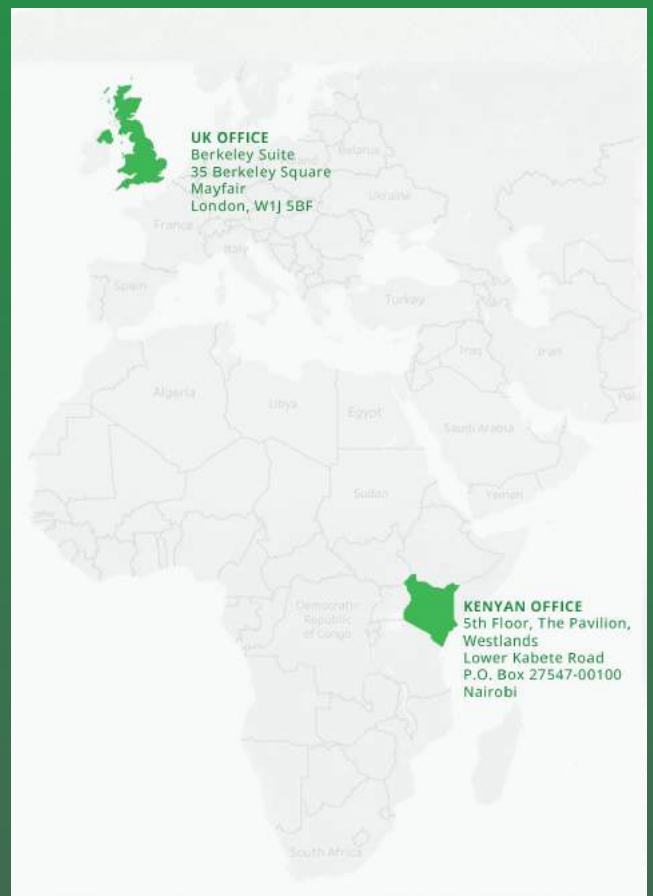 UK OFFICE
Berkeley Suite
35 Berkeley Square
Mayfair
London, W1J 5BF
Belarus
Ukraine
France
Italy
Spain
Turkey
Iraq
Iran
Algeria
Libya
Egypt
Saudi Arabia
Sudan
Yemen
KENYAN OFFICE
5th Floor, The Pavilion,
Westlands
Lower Kabete Road
P.O. Box 27547-00100
Nairobi
Democratic
Republic
of Congo
South Africa